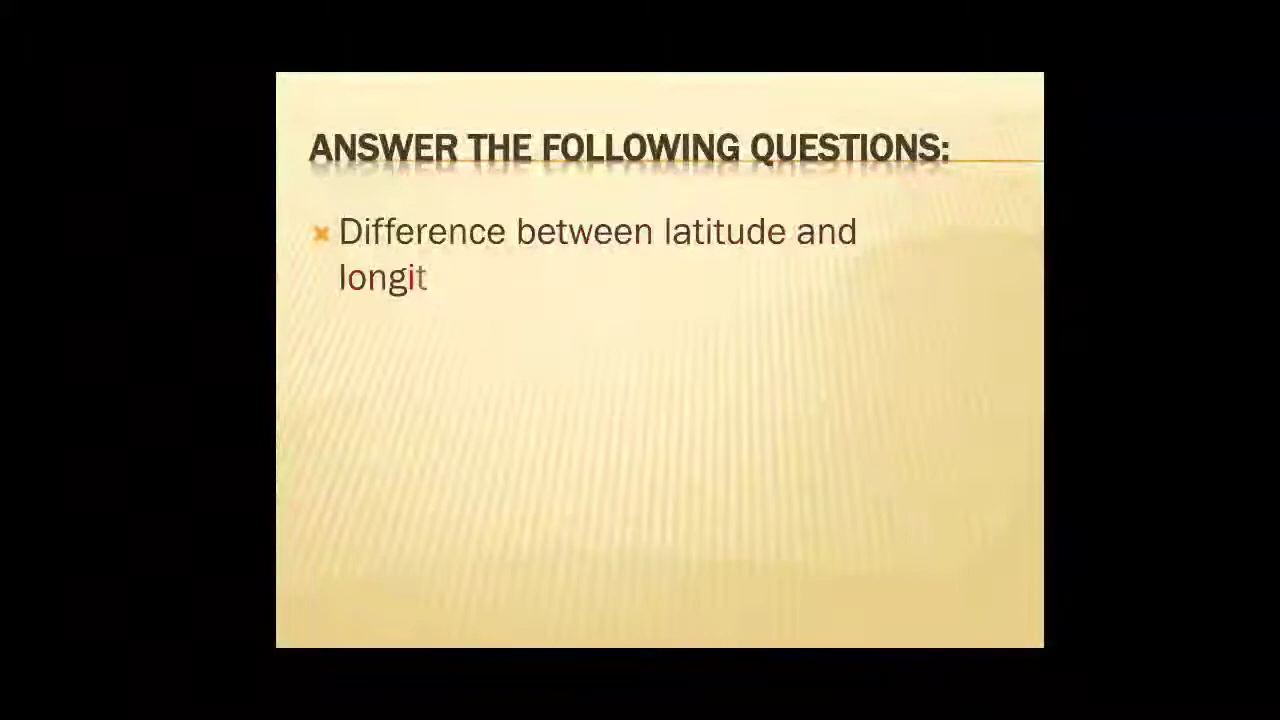 ANSWER THE FOLLOWING QUESTIONS:
Difference between latitude and
longit